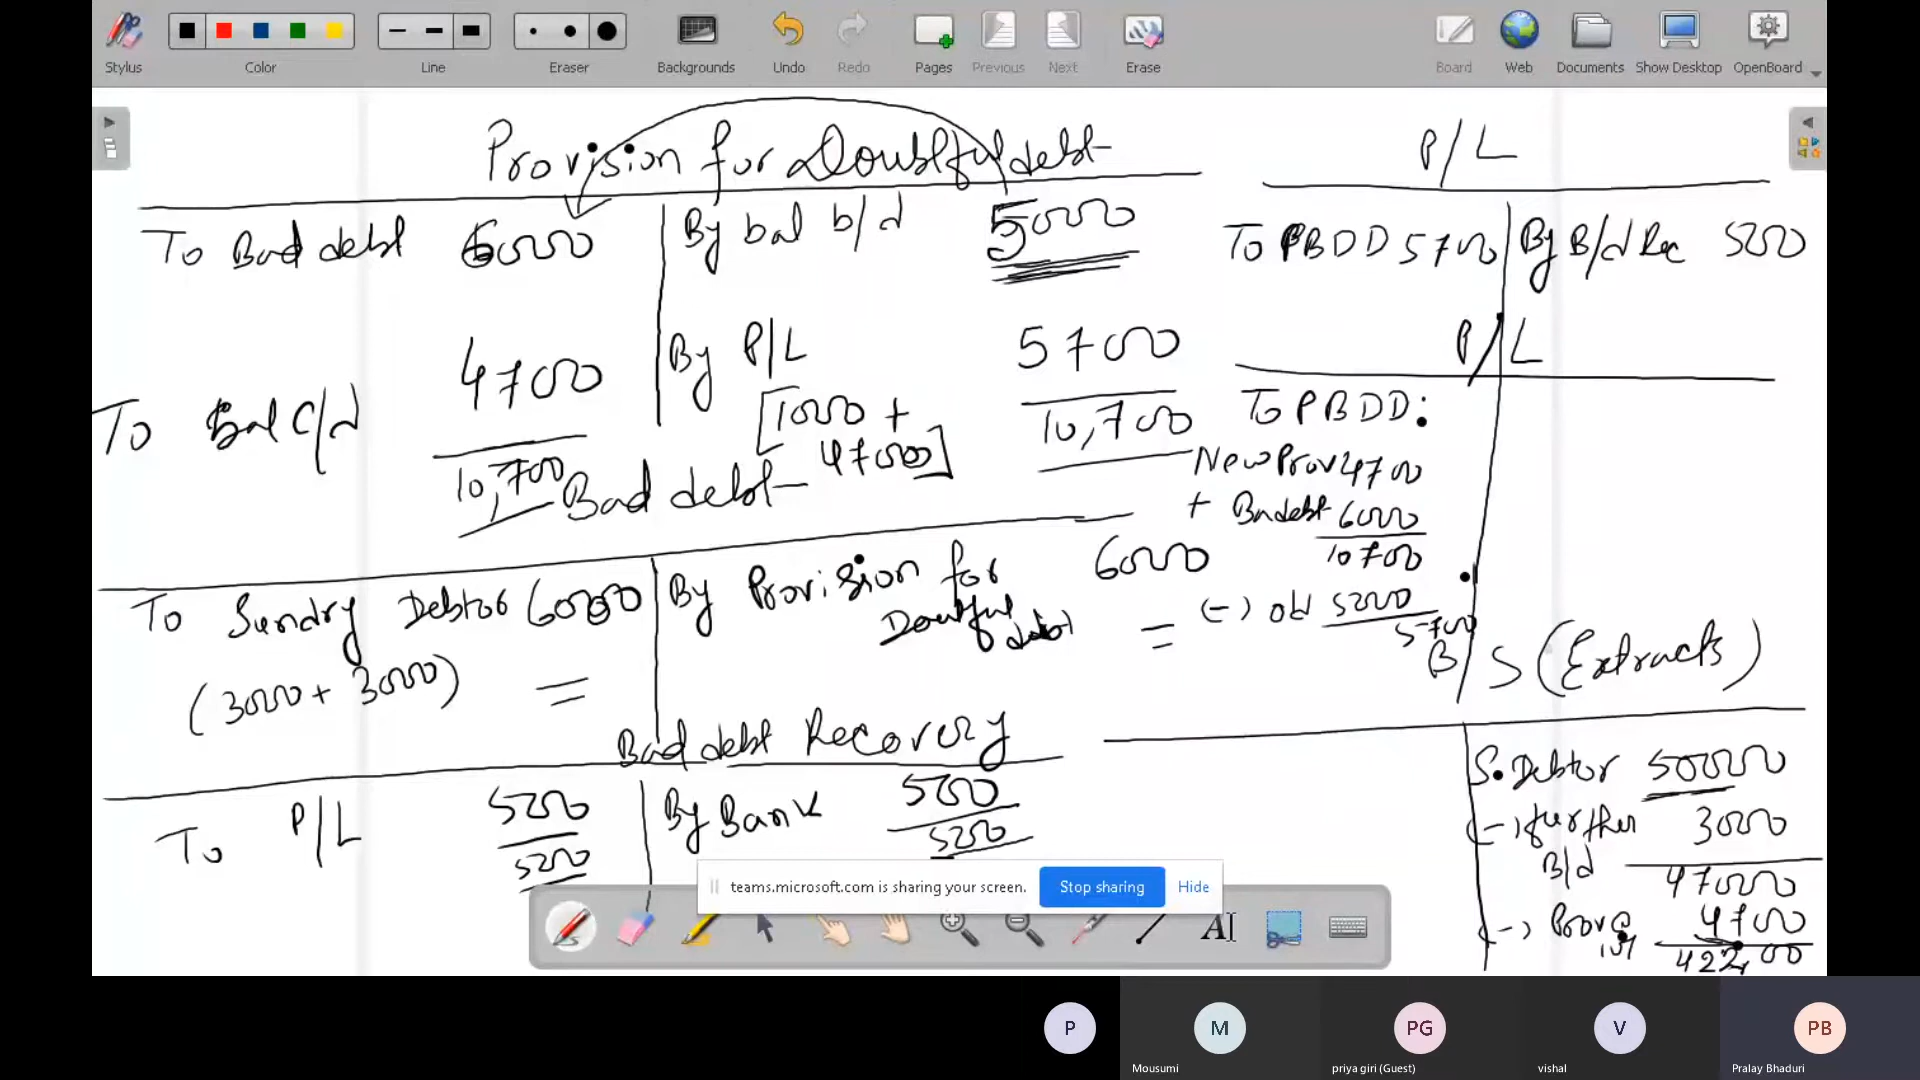 Stylus
Color
Line
Eraser
Backgrounds
Undo
Redo
Pages
Previous
Next
Erase
Board
Web
Documents
Show Desktop
OpenBoard
Provision for Doubtful debt
To Bad debt 6000
By bal b/d 5000
To Bal c/d 4700
10,700
By P/L 5700
[1000 + 4700]
10,700
Bad debt
To Sundry Debtor 6000
(3000 + 3000)
By Provision for Doubtful debt 6000
Bad debt Recovery
To P/L 5200
5200
By Bank 5200
5200
P/L
To PBDD 5700
By B/d Rec 5200
P/L
To PBDD:
New Prov 4700
+ Bad debt 6000
10700
(-) old 5000
5700
B/S (Extracts)
S. Debtor 50000
(-) further 3000
B/d
47000
(-) Prov @ 4700
10%
42200
teams.microsoft.com is sharing your screen.
Stop sharing
Hide
AI
P
M
PG
V
PB
Mousumi
priya giri (Guest)
vishal
Pralay Bhaduri